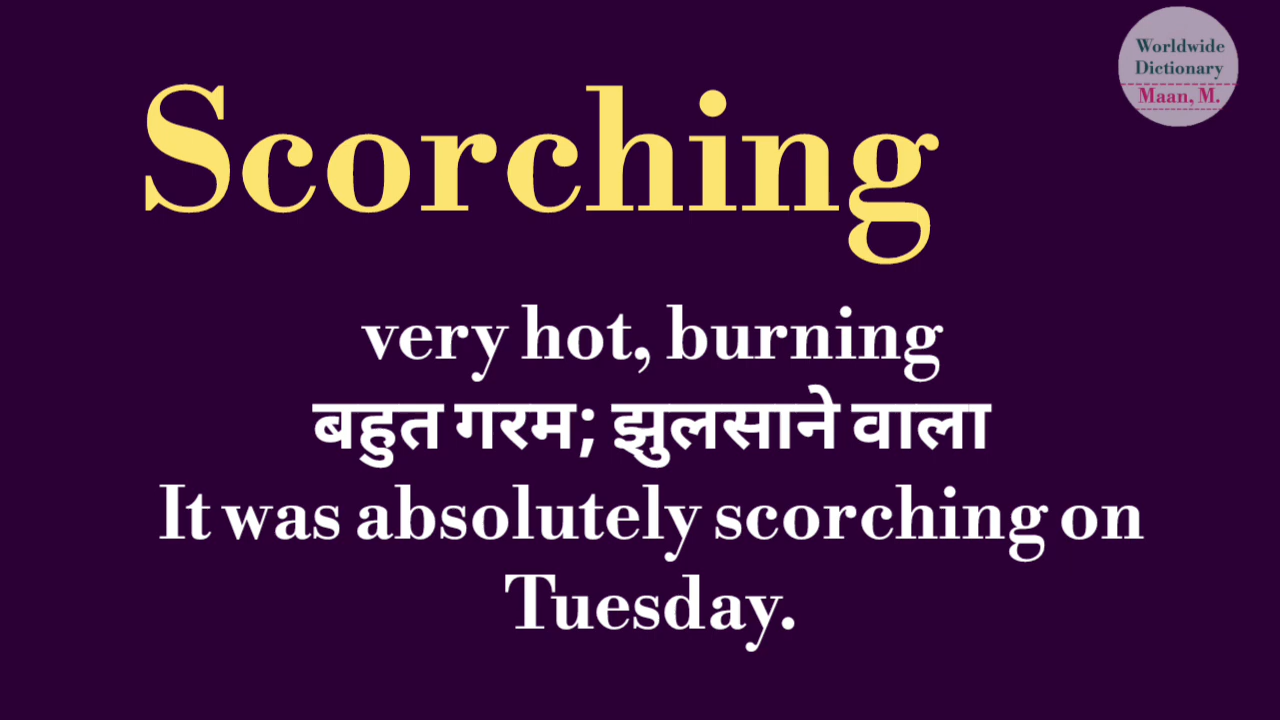 Worldwide
Dictionary
Maan, M.
Scorching
very hot, burning
बहुत गरम; झुलसाने वाला
It was absolutely scorching on
Tuesday.